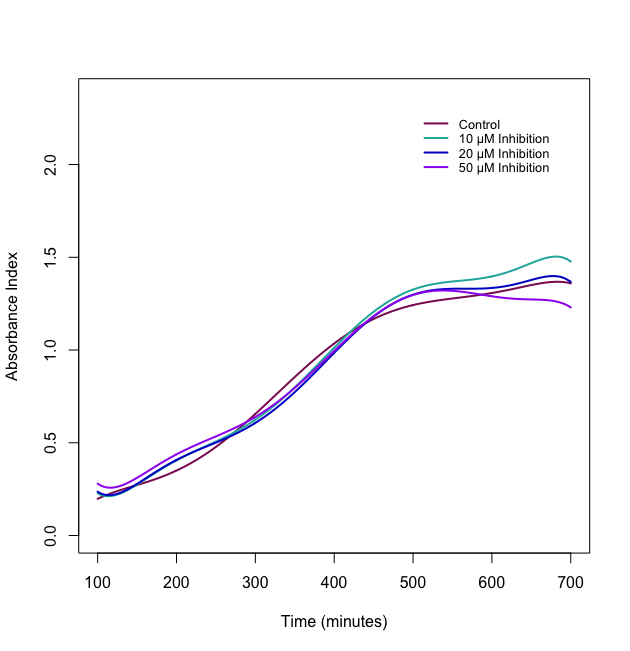 Control
10 µM Inhibition
20 µM Inhibition
50 µM Inhibition
2.0
1.5
1.0
0.5
0.0
Absorbance Index
100 200 300 400 500 600 700
Time (minutes)